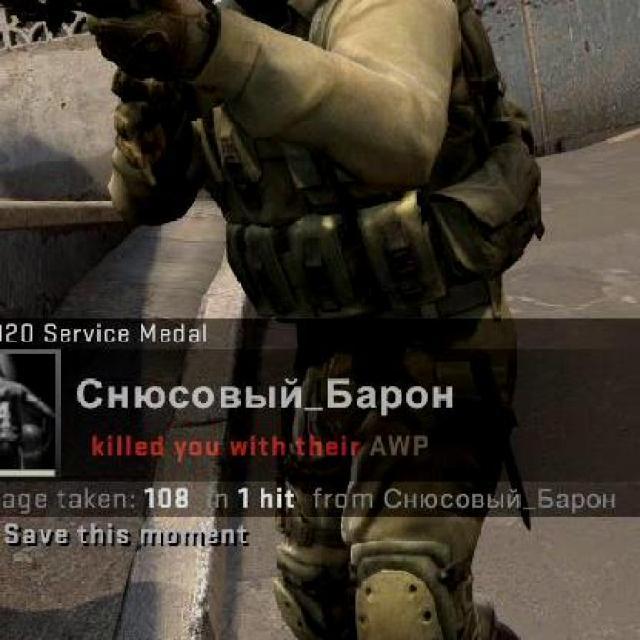 020 Service Medal
Снюсовый_Барон
killed you with their AWP
age taken: 108 in 1 hit from Снюсовый_Барон
Save this moment